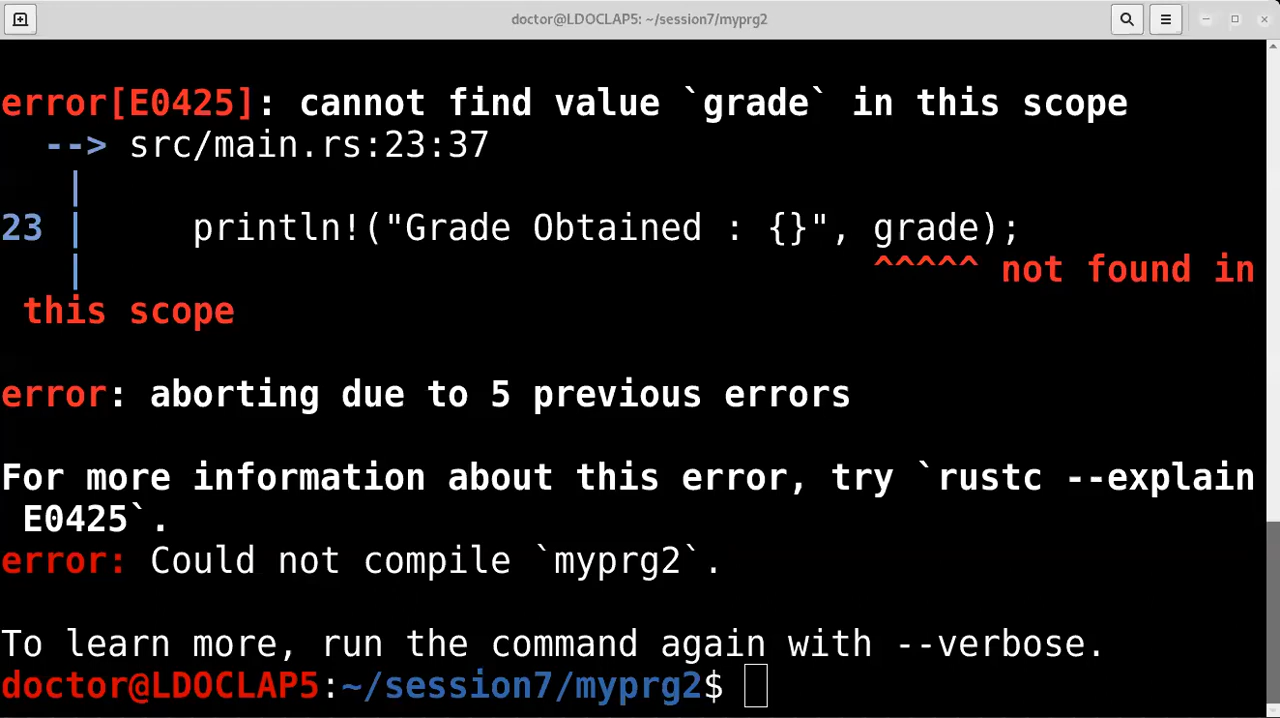 doctor@LDOCLAP5: ~/session7/myprg2
error[E0425]: cannot find value `grade` in this scope
--> src/main.rs:23:37
|
23 |     println!("Grade Obtained : {}", grade);
|                                     ^^^^^ not found in
this scope
error: aborting due to 5 previous errors
For more information about this error, try `rustc --explain
E0425`.
error: Could not compile `myprg2`.
To learn more, run the command again with --verbose.
doctor@LDOCLAP5:~/session7/myprg2$